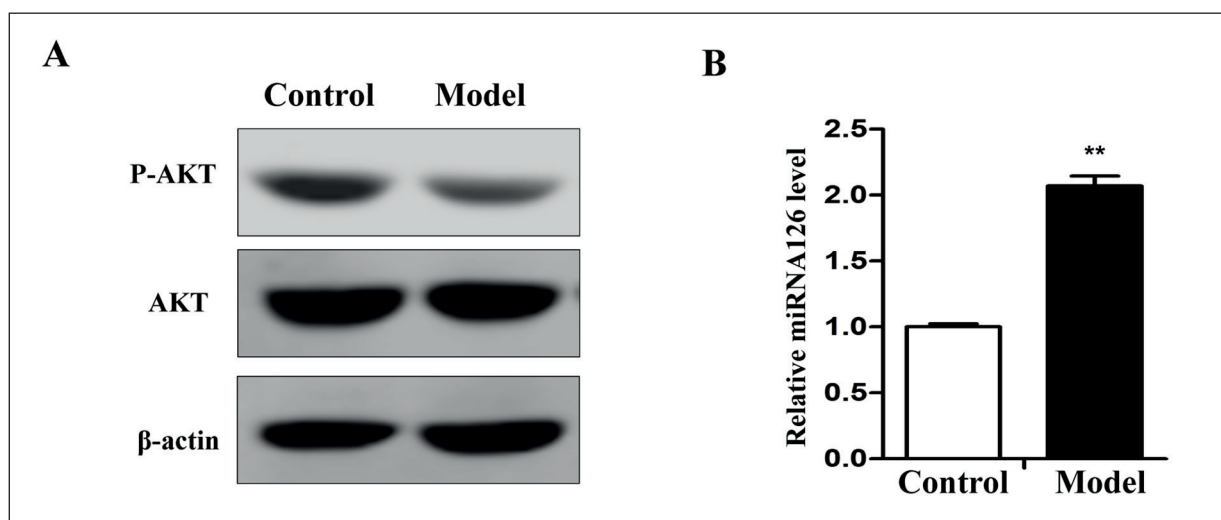 A
Control Model
P-AKT
AKT
β-actin
B
Relative miRNA126 level
2.5
2.0
1.5
1.0
0.5
0.0
**
Control Model